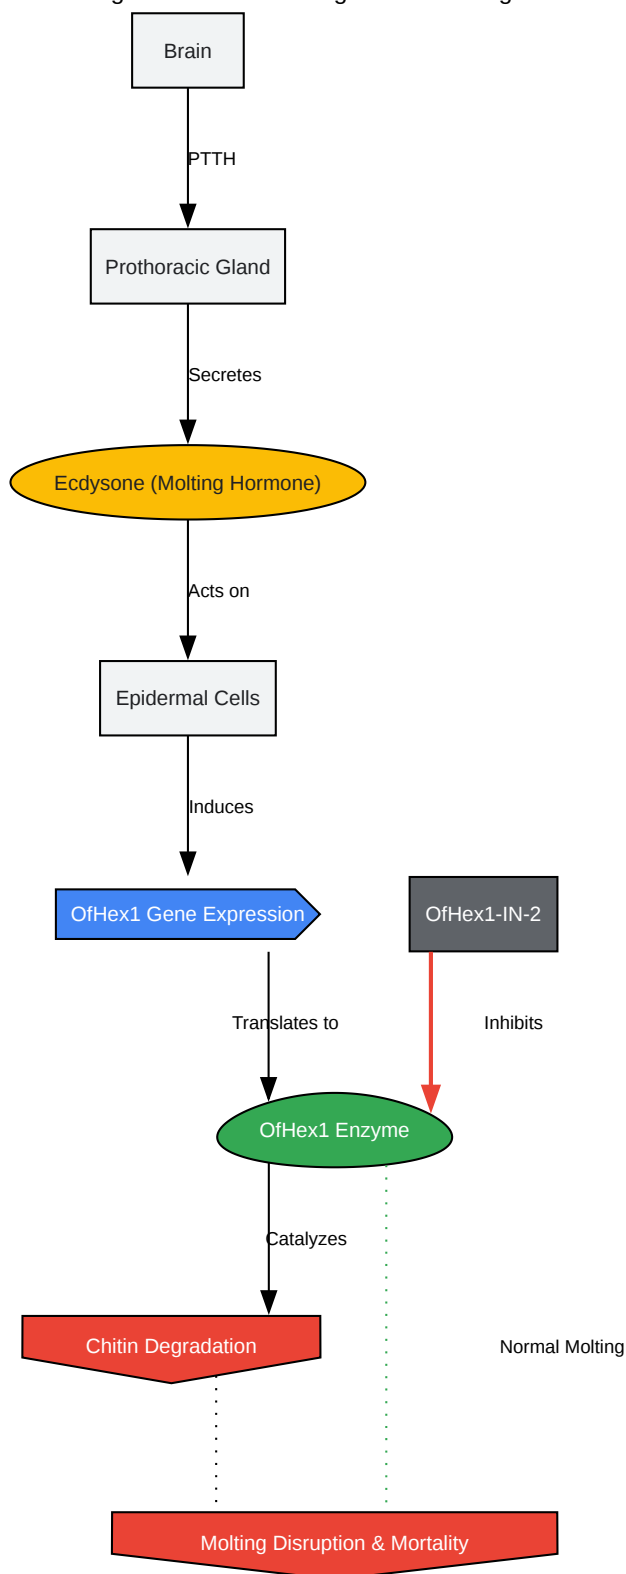 Brain
PTTH
Prothoracic Gland
Secretes
Ecdysone (Molting Hormone)
Acts on
Epidermal Cells
Induces
OfHex1 Gene Expression
OfHex1-IN-2
Translates to
Inhibits
OfHex1 Enzyme
Catalyzes
Chitin Degradation
Normal Molting
Molting Disruption & Mortality